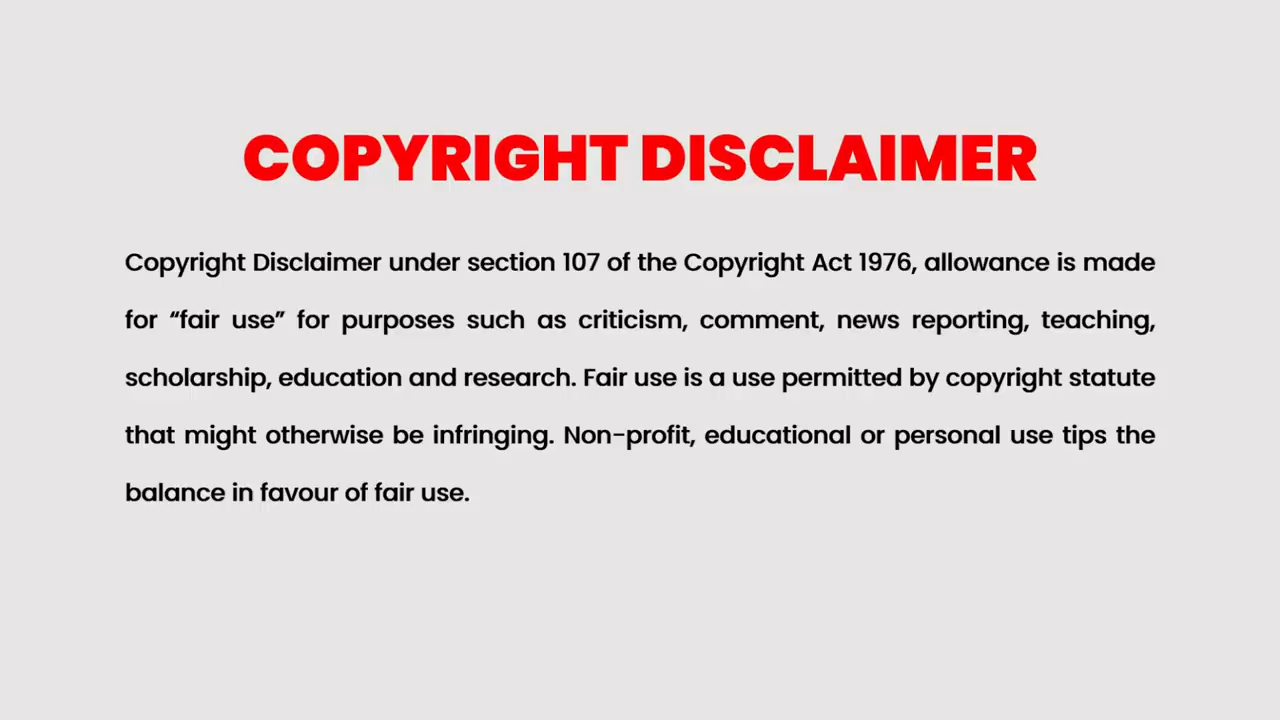 COPYRIGHT DISCLAIMER
Copyright Disclaimer under section 107 of the Copyright Act 1976, allowance is made
for “fair use” for purposes such as criticism, comment, news reporting, teaching,
scholarship, education and research. Fair use is a use permitted by copyright statute
that might otherwise be infringing. Non-profit, educational or personal use tips the
balance in favour of fair use.